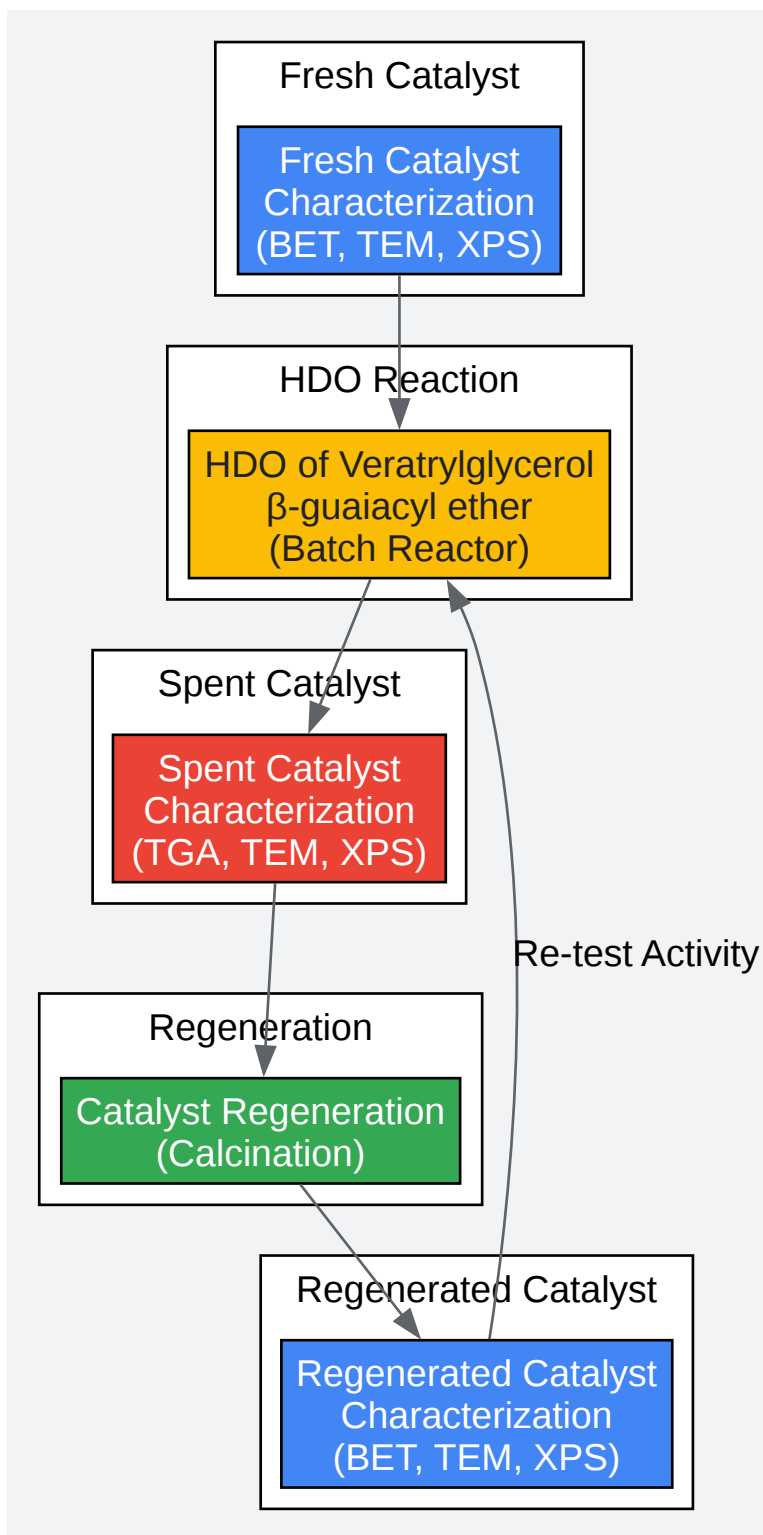 Fresh Catalyst
Fresh Catalyst
Characterization
(BET, TEM, XPS)
HDO Reaction
HDO of Veratrylglycerol
β-guaiacyl ether
(Batch Reactor)
Spent Catalyst
Spent Catalyst
Characterization
(TGA, TEM, XPS)
Re-test Activity
Regeneration
Catalyst Regeneration
(Calcination)
Regenerated Catalyst
Regenerated Catalyst
Characterization
(BET, TEM, XPS)